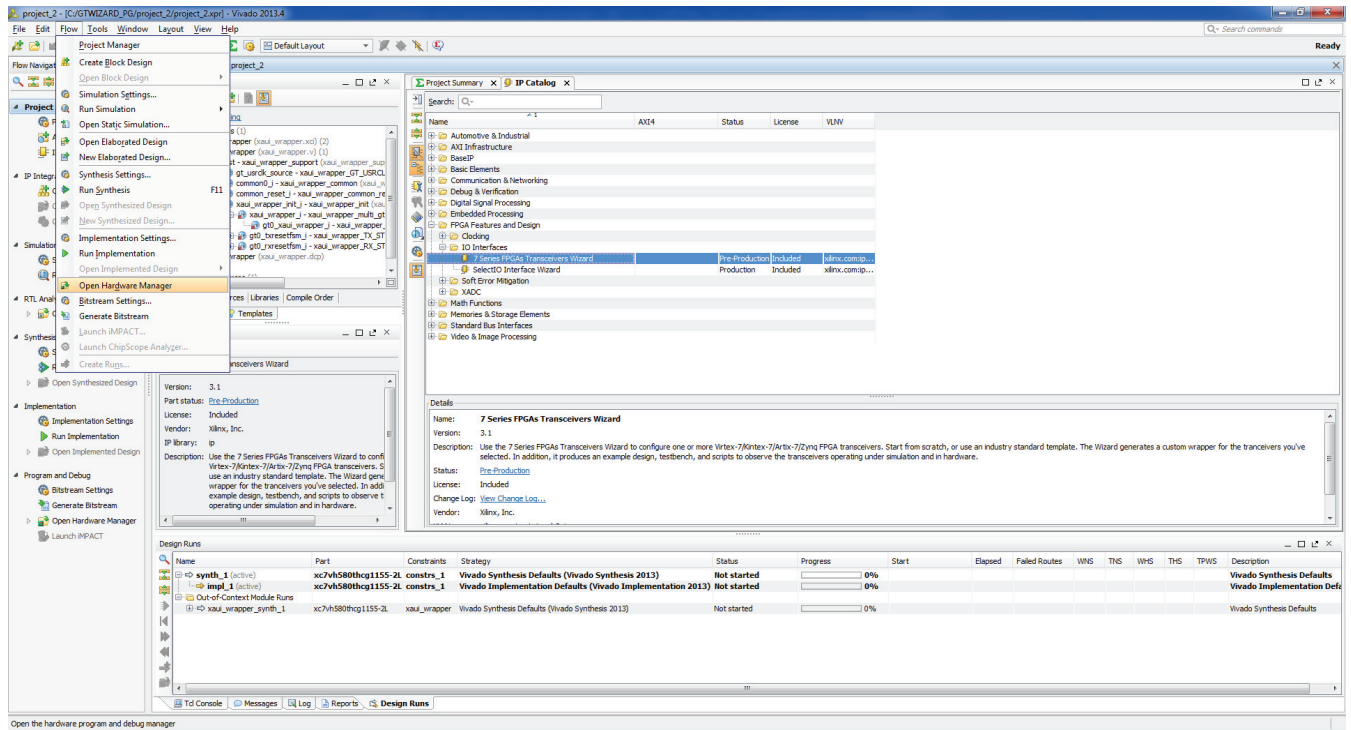 project_2 - [C:/GTWIZARD_PG/project_2/project_2.xpr] - Vivado 2013.4
File Edit Flow Tools Window Layout View Help
Q- Search commands
Default Layout
Ready
Project Manager
Create Block Design
Open Block Design
Simulation Settings...
Run Simulation
Open Static Simulation...
Open Elaborated Design
New Elaborated Design...
Synthesis Settings...
Run Synthesis F11
Open Synthesized Design
New Synthesized Design...
Implementation Settings...
Run Implementation
Open Implemented Design
Open Hardware Manager
Bitstream Settings...
Generate Bitstream
Launch iMPACT...
Launch ChipScope Analyzer...
Create Runs...
Flow Navigat
Project
IP Integr
Simulation
RTL Anal
Synthesis
Open Synthesized Design
Implementation
Implementation Settings
Run Implementation
Open Implemented Design
Program and Debug
Bitstream Settings
Generate Bitstream
Open Hardware Manager
Launch iMPACT
project_2
s (1)
rapper (xaui_wrapper.xci) (2)
wrapper (xaui_wrapper.v) (1)
st - xaui_wrapper_support (xaui_wrapper_sup
gt_usrclk_source - xaui_wrapper_GT_USRCL
common0_i - xaui_wrapper_common (xaui_w
common_reset_i - xaui_wrapper_common_re
xaui_wrapper_init_i - xaui_wrapper_init (xau
xaui_wrapper_i - xaui_wrapper_multi_gt
gt0_xaui_wrapper_i - xaui_wrapper_
gt0_txresetfsm_i - xaui_wrapper_TX_ST
gt0_rxresetfsm_i - xaui_wrapper_RX_ST
rapper (xaui_wrapper.dcp)
rces Libraries Compile Order
Templates
ansceivers Wizard
Version: 3.1
Part status: Pre-Production
License: Included
Vendor: Xilinx, Inc.
IP library: ip
Description: Use the 7 Series FPGAs Transceivers Wizard to confi
Virtex-7/Kintex-7/Artix-7/Zynq FPGA transceivers. S
use an industry standard template. The Wizard gene
wrapper for the tranceivers you've selected. In addi
example design, testbench, and scripts to observe t
operating under simulation and in hardware.
Project Summary IP Catalog
Search:
Name 1 AXI4 Status License VLNV
Automotive & Industrial
AXI Infrastructure
BaseIP
Basic Elements
Communication & Networking
Debug & Verification
Digital Signal Processing
Embedded Processing
FPGA Features and Design
Clocking
IO Interfaces
7 Series FPGAs Transceivers Wizard Pre-Production Included xilinx.com:ip...
SelectIO Interface Wizard Production Included xilinx.com:ip...
Soft Error Mitigation
XADC
Math Functions
Memories & Storage Elements
Standard Bus Interfaces
Video & Image Processing
Details
Name: 7 Series FPGAs Transceivers Wizard
Version: 3.1
Description: Use the 7 Series FPGAs Transceivers Wizard to configure one or more Virtex-7/Kintex-7/Artix-7/Zynq FPGA transceivers. Start from scratch, or use an industry standard template. The Wizard generates a custom wrapper for the tranceivers you've
selected. In addition, it produces an example design, testbench, and scripts to observe the transceivers operating under simulation and in hardware.
Status: Pre-Production
License: Included
Change Log: View Change Log...
Vendor: Xilinx, Inc.
Design Runs
Name Part Constraints Strategy Status Progress Start Elapsed Failed Routes WNS TNS WHS THS TPWS Description
synth_1 (active) xc7vh580thcg1155-2L constrs_1 Vivado Synthesis Defaults (Vivado Synthesis 2013) Not started 0% Vivado Synthesis Defaults
impl_1 (active) xc7vh580thcg1155-2L constrs_1 Vivado Implementation Defaults (Vivado Implementation 2013) Not started 0% Vivado Implementation Defa
Out-of-Context Module Runs
xaui_wrapper_synth_1 xc7vh580thcg1155-2L xaui_wrapper Vivado Synthesis Defaults (Vivado Synthesis 2013) Not started 0% Vivado Synthesis Defaults
Tcl Console Messages Log Reports Design Runs
Open the hardware program and debug manager